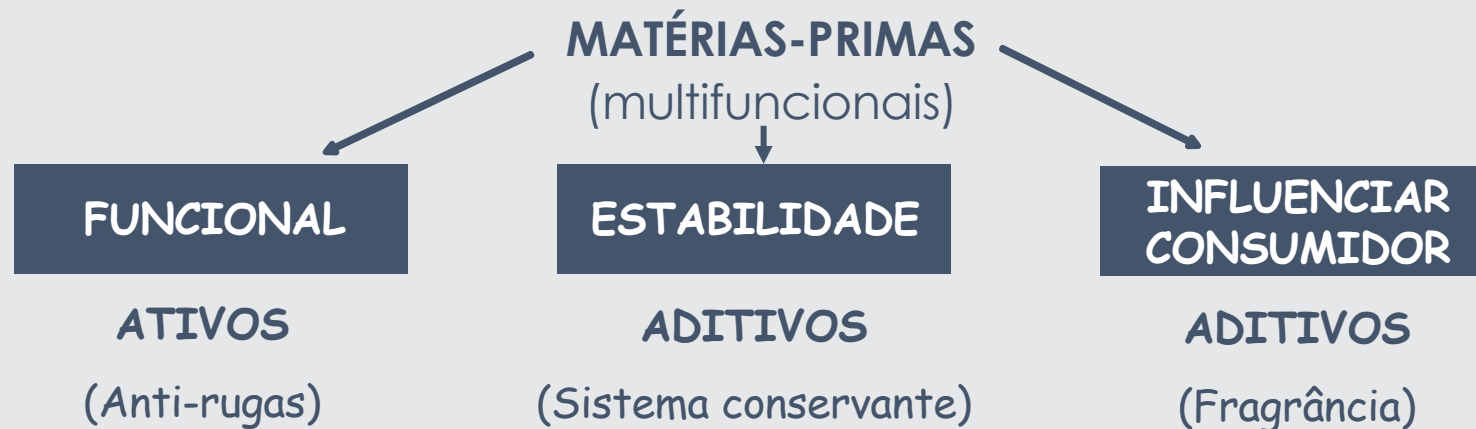 MATÉRIAS-PRIMAS
(multifuncionais)
FUNCIONAL
ESTABILIDADE
INFLUENCIAR
CONSUMIDOR
ATIVOS
ADITIVOS
ADITIVOS
(Anti-rugas)
(Sistema conservante)
(Fragrância)